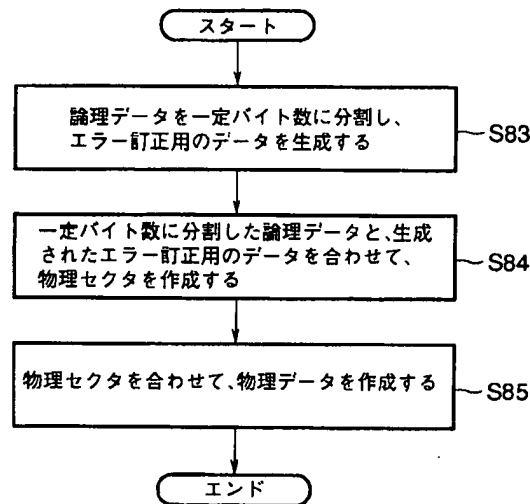 スタート
論理データを一定バイト数に分割し、
エラー訂正用のデータを生成する
S83
一定バイト数に分割した論理データと、生成
されたエラー訂正用のデータを合わせて、
物理セクタを作成する
S84
物理セクタを合わせて、物理データを作成する
S85
エンド